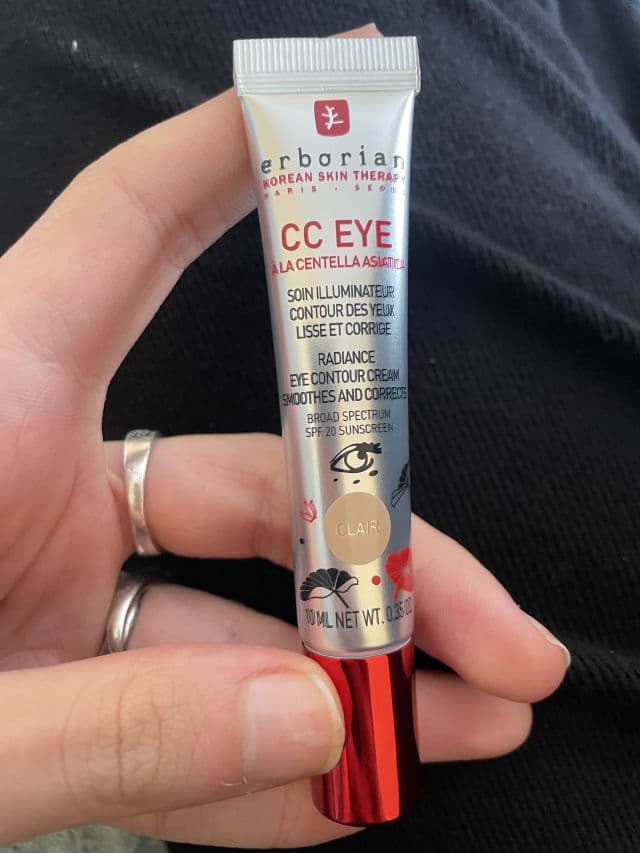 erborian
KOREAN SKIN THERAPY
PARIS . SEOUL
CC EYE
À LA CENTELLA ASIATICA
SOIN ILLUMINATEUR
CONTOUR DES YEUX
LISSE ET CORRIGE
RADIANCE
EYE CONTOUR CREAM
SMOOTHES AND CORRECTS
BROAD SPECTRUM
SPF 20 SUNSCREEN
CLAIR
10 ML NET WT. 0.35 OZ